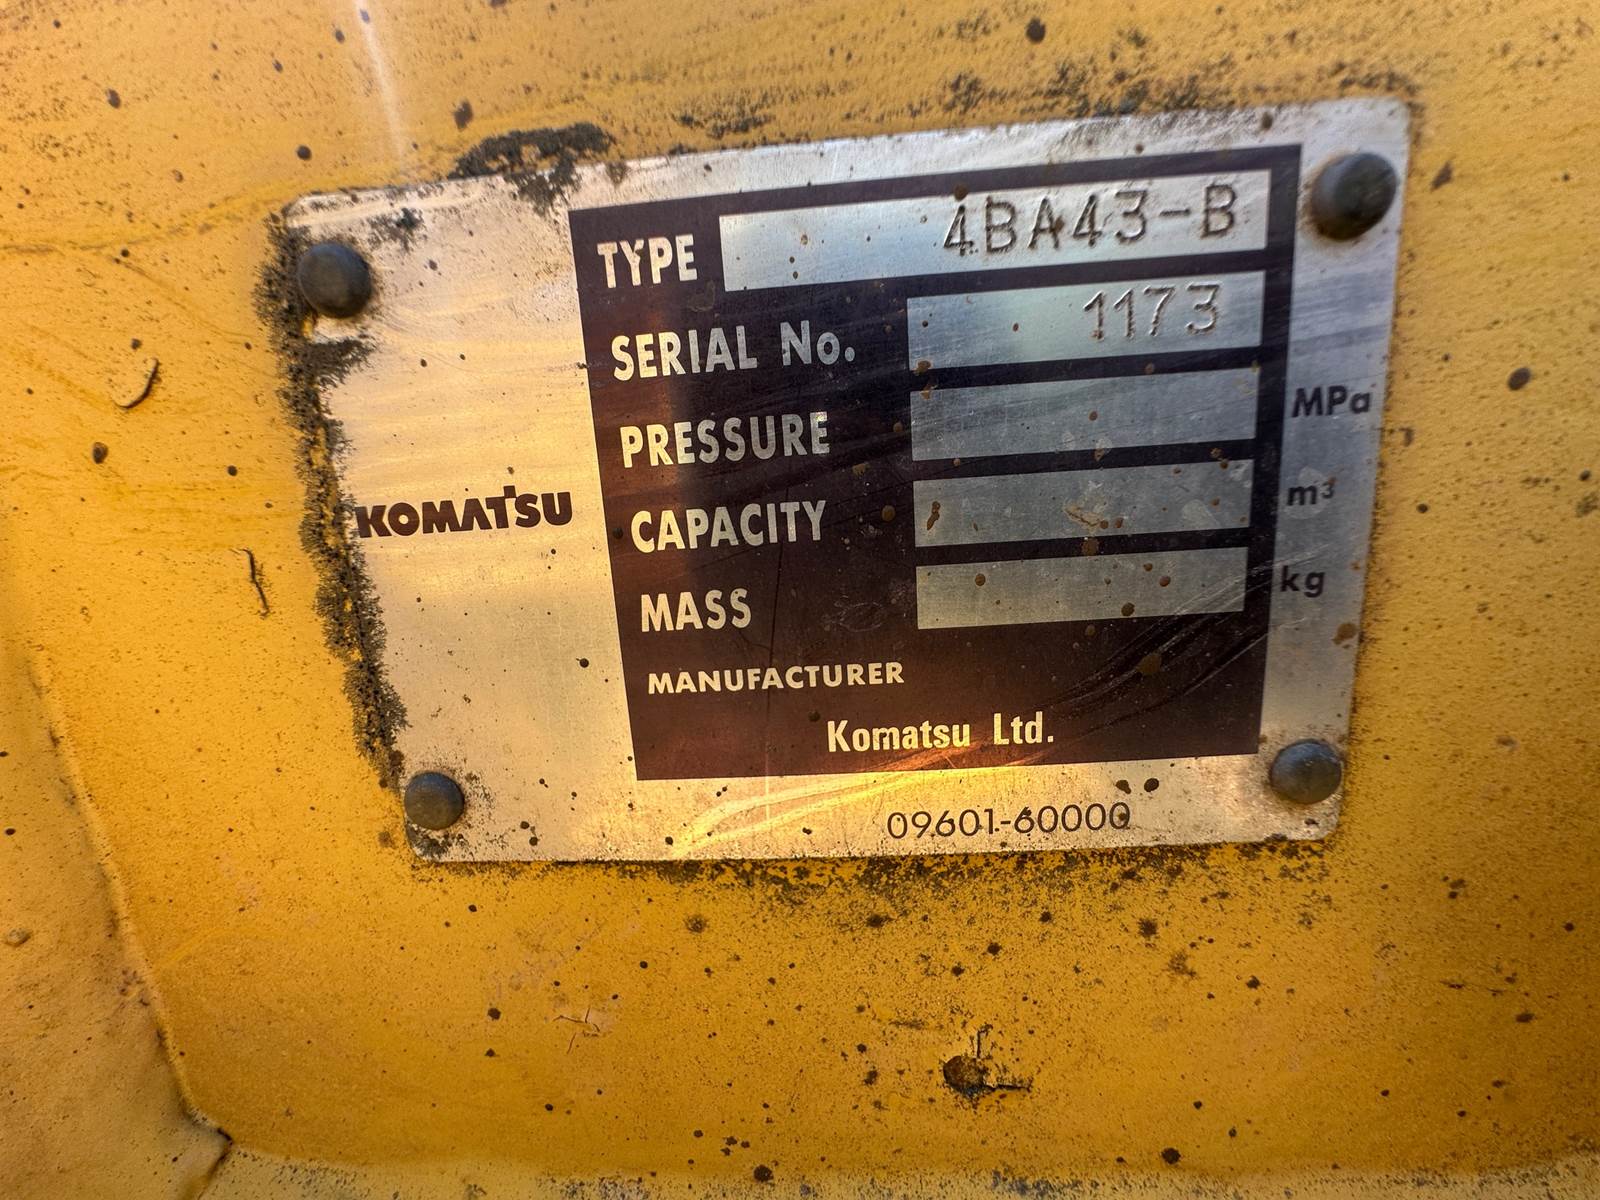 TYPE 4BA43-B
SERIAL No. 1173
PRESSURE MPa
KOMATSU
CAPACITY m³
MASS kg
MANUFACTURER
Komatsu Ltd.
09601-60000